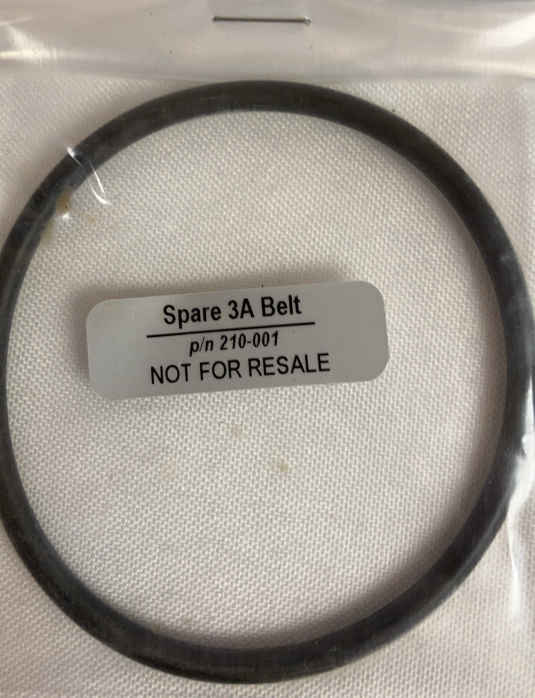 Spare 3A Belt
p/n 210-001
NOT FOR RESALE